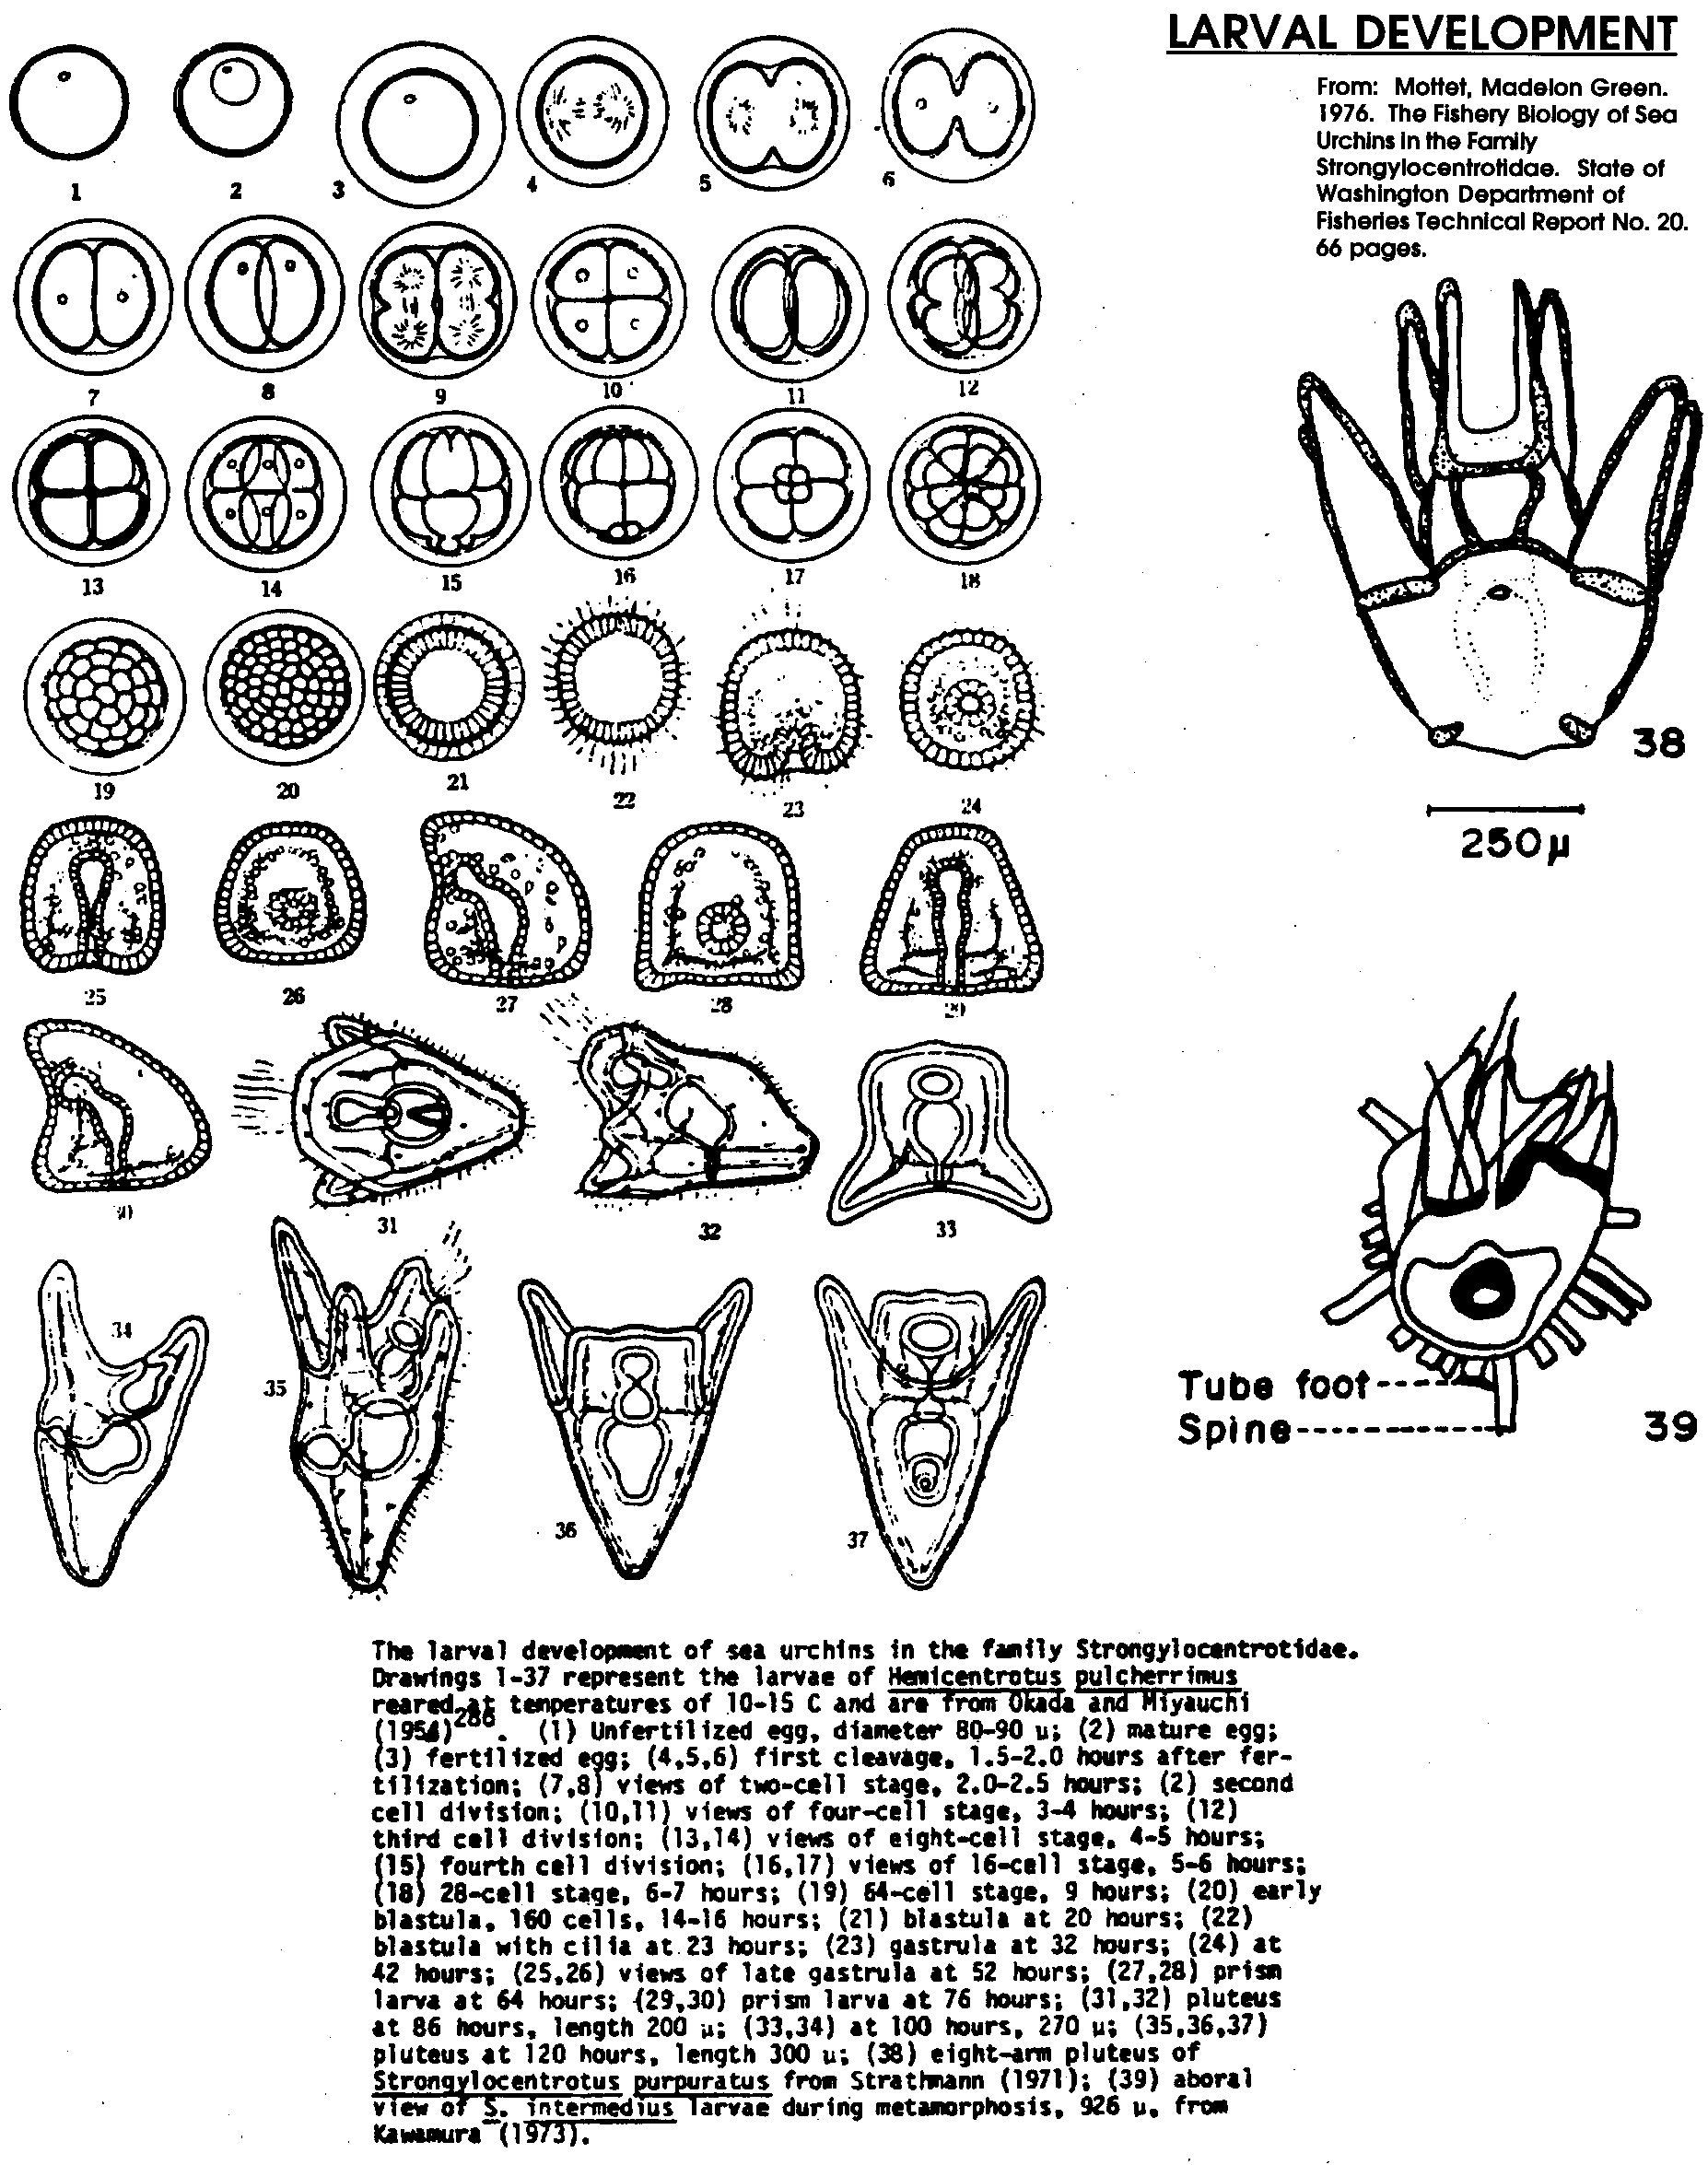 LARVAL DEVELOPMENT
From: Mottet, Madelon Green.
1976. The Fishery Biology of Sea
Urchins in the Family
Strongylocentrotidae. State of
Washington Department of
Fisheries Technical Report No. 20.
66 pages.
1 2 3 4 5 6
7 8 9 10 11 12
13 14 15 16 17 18
19 20 21 22 23 24
25 26 27 28 29
30 31 32 33
34 35 36 37
38
250 µ
Tube foot
Spine
39
The larval development of sea urchins in the family Strongylocentrotidae.
Drawings 1-37 represent the larvae of Hemicentrotus pulcherrimus
reared at temperatures of 10-15 C and are from Okada and Miyauchi
(1954)286. (1) Unfertilized egg, diameter 80-90 u; (2) mature egg;
(3) fertilized egg; (4,5,6) first cleavage, 1.5-2.0 hours after fer-
tilization; (7,8) views of two-cell stage, 2.0-2.5 hours; (2) second
cell division; (10,11) views of four-cell stage, 3-4 hours; (12)
third cell division; (13,14) views of eight-cell stage, 4-5 hours;
(15) fourth cell division; (16,17) views of 16-cell stage, 5-6 hours;
(18) 28-cell stage, 6-7 hours; (19) 64-cell stage, 9 hours; (20) early
blastula, 160 cells, 14-16 hours; (21) blastula at 20 hours; (22)
blastula with cilia at 23 hours; (23) gastrula at 32 hours; (24) at
42 hours; (25,26) views of late gastrula at 52 hours; (27,28) prism
larva at 64 hours; (29,30) prism larva at 76 hours; (31,32) pluteus
at 86 hours, length 200 u; (33,34) at 100 hours, 270 u; (35,36,37)
pluteus at 120 hours, length 300 u; (38) eight-arm pluteus of
Strongylocentrotus purpuratus from Strathmann (1971); (39) aboral
view of S. intermedius larvae during metamorphosis, 926 u, from
Kawamura (1973).